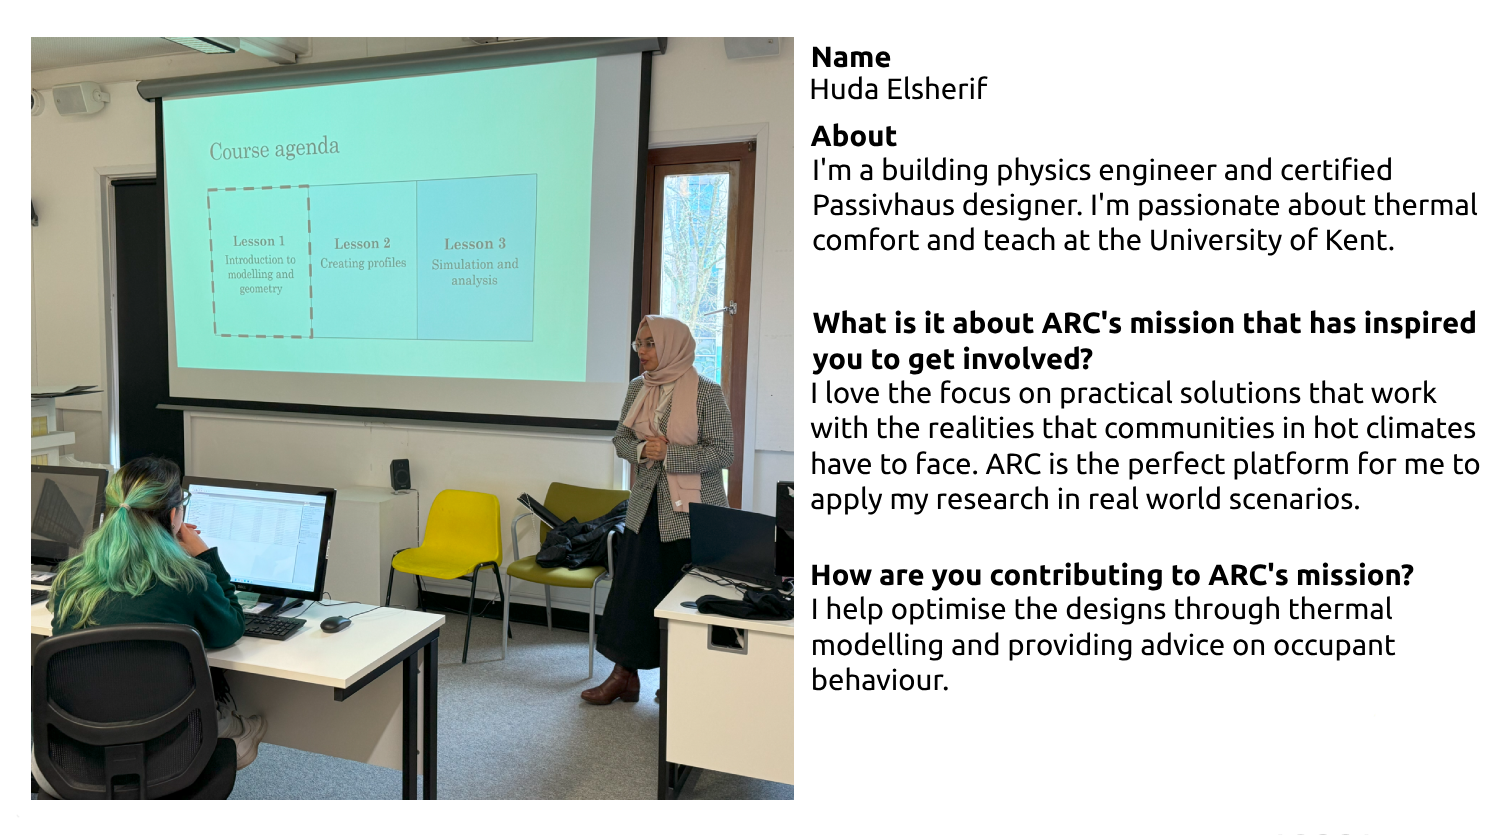 Course agenda
Lesson 1
Introduction to
modelling and
geometry
Lesson 2
Creating profiles
Lesson 3
Simulation and
analysis
Name
Huda Elsherif
About
I'm a building physics engineer and certified
Passivhaus designer. I'm passionate about thermal
comfort and teach at the University of Kent.
What is it about ARC's mission that has inspired
you to get involved?
I love the focus on practical solutions that work
with the realities that communities in hot climates
have to face. ARC is the perfect platform for me to
apply my research in real world scenarios.
How are you contributing to ARC's mission?
I help optimise the designs through thermal
modelling and providing advice on occupant
behaviour.